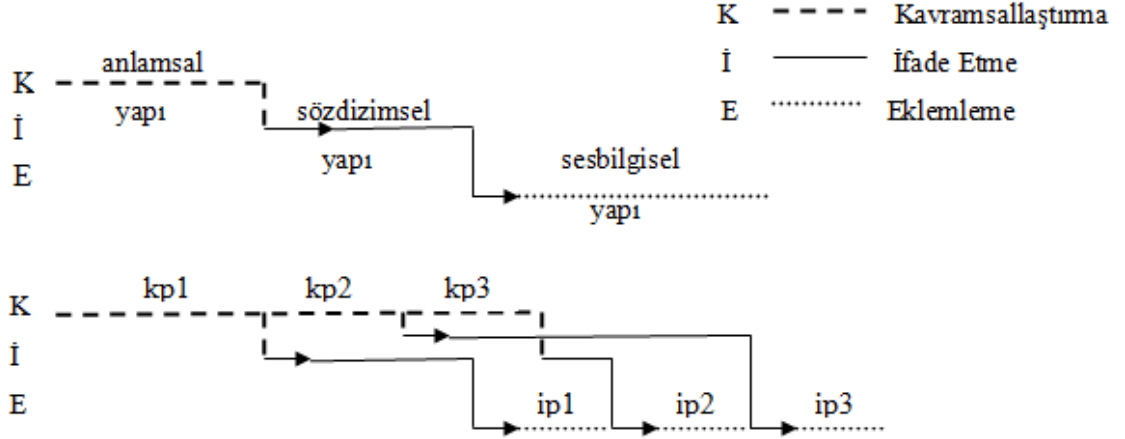 K Kavramsallaştırma
İ İfade Etme
E Eklemleme
K anlamsal
yapı
İ sözdizimsel
yapı
E sesbilgisel
yapı
K kp1 kp2 kp3
İ
E ip1 ip2 ip3